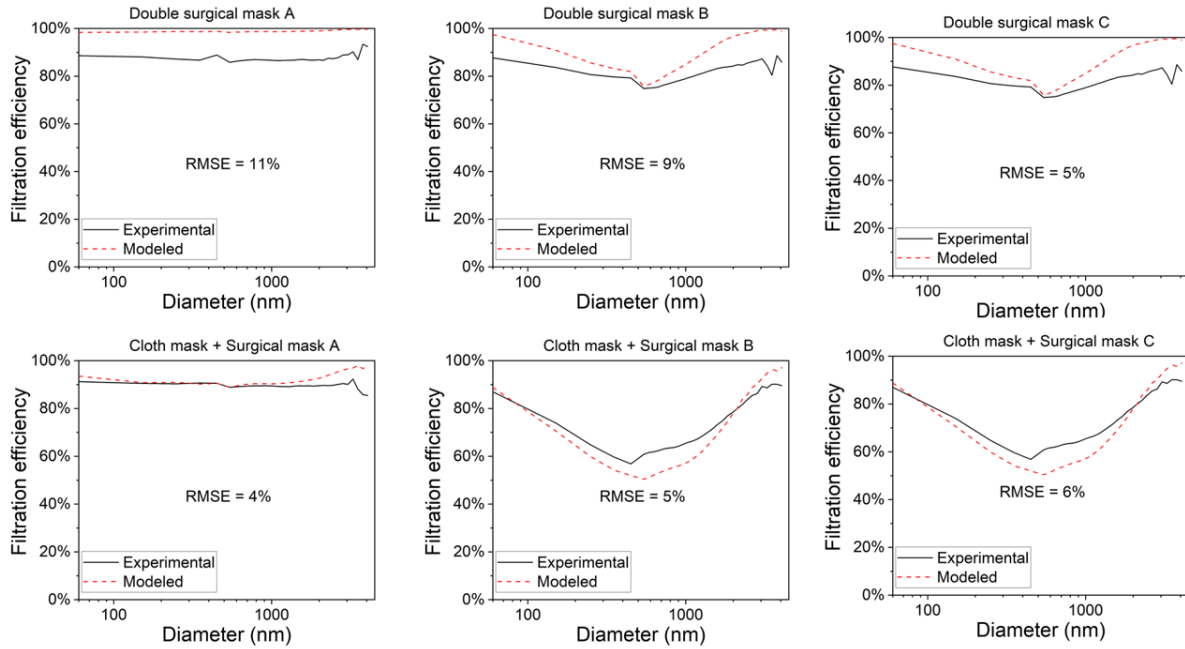 Double surgical mask A
100%
80%
60%
40%
20%
0%
Filtration efficiency
RMSE = 11%
Experimental
Modeled
100
1000
Diameter (nm)
Double surgical mask B
100%
80%
60%
40%
20%
0%
Filtration efficiency
RMSE = 9%
Experimental
Modeled
100
1000
Diameter (nm)
Double surgical mask C
100%
80%
60%
40%
20%
0%
Filtration efficiency
RMSE = 5%
Experimental
Modeled
100
1000
Diameter (nm)
Cloth mask + Surgical mask A
100%
80%
60%
40%
20%
0%
Filtration efficiency
RMSE = 4%
Experimental
Modeled
100
1000
Diameter (nm)
Cloth mask + Surgical mask B
100%
80%
60%
40%
20%
0%
Filtration efficiency
RMSE = 5%
Experimental
Modeled
100
1000
Diameter (nm)
Cloth mask + Surgical mask C
100%
80%
60%
40%
20%
0%
Filtration efficiency
RMSE = 6%
Experimental
Modeled
100
1000
Diameter (nm)